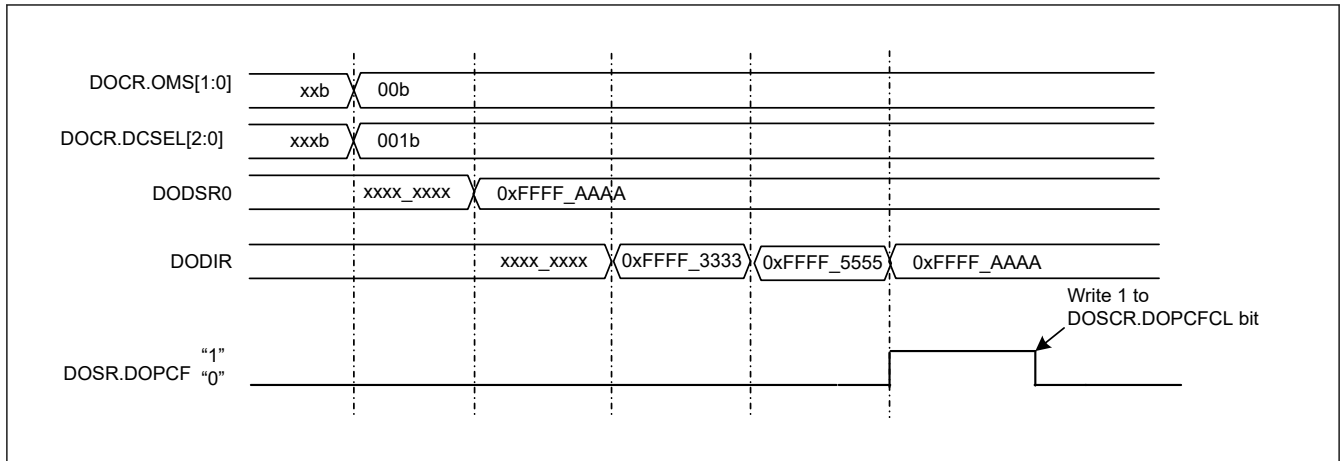 DOCR.OMS[1:0] xxb 00b
DOCR.DCSEL[2:0] xxxb 001b
DODSR0 xxxx_xxxx 0xFFFF_AAAA
DODIR xxxx_xxxx 0xFFFF_3333 0xFFFF_5555 0xFFFF_AAAA
Write 1 to
DOSCR.DOPCFCL bit
“1”
DOSR.DOPCF “0”